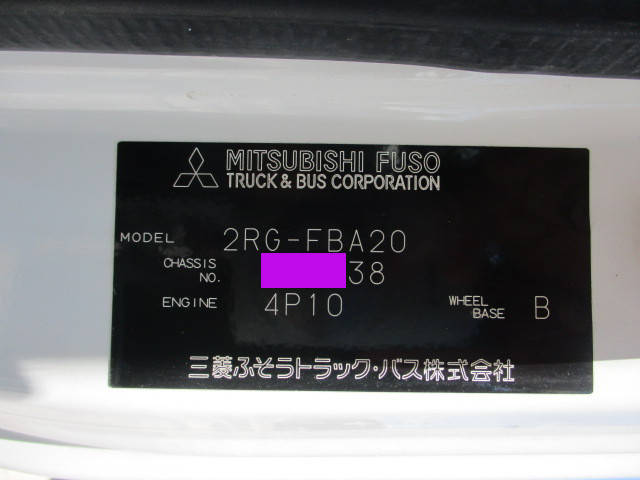 MITSUBISHI FUSO
TRUCK & BUS CORPORATION
MODEL 2RG-FBA20
CHASSIS NO. 38
ENGINE 4P10 WHEEL BASE B
三菱ふそうトラック・バス株式会社